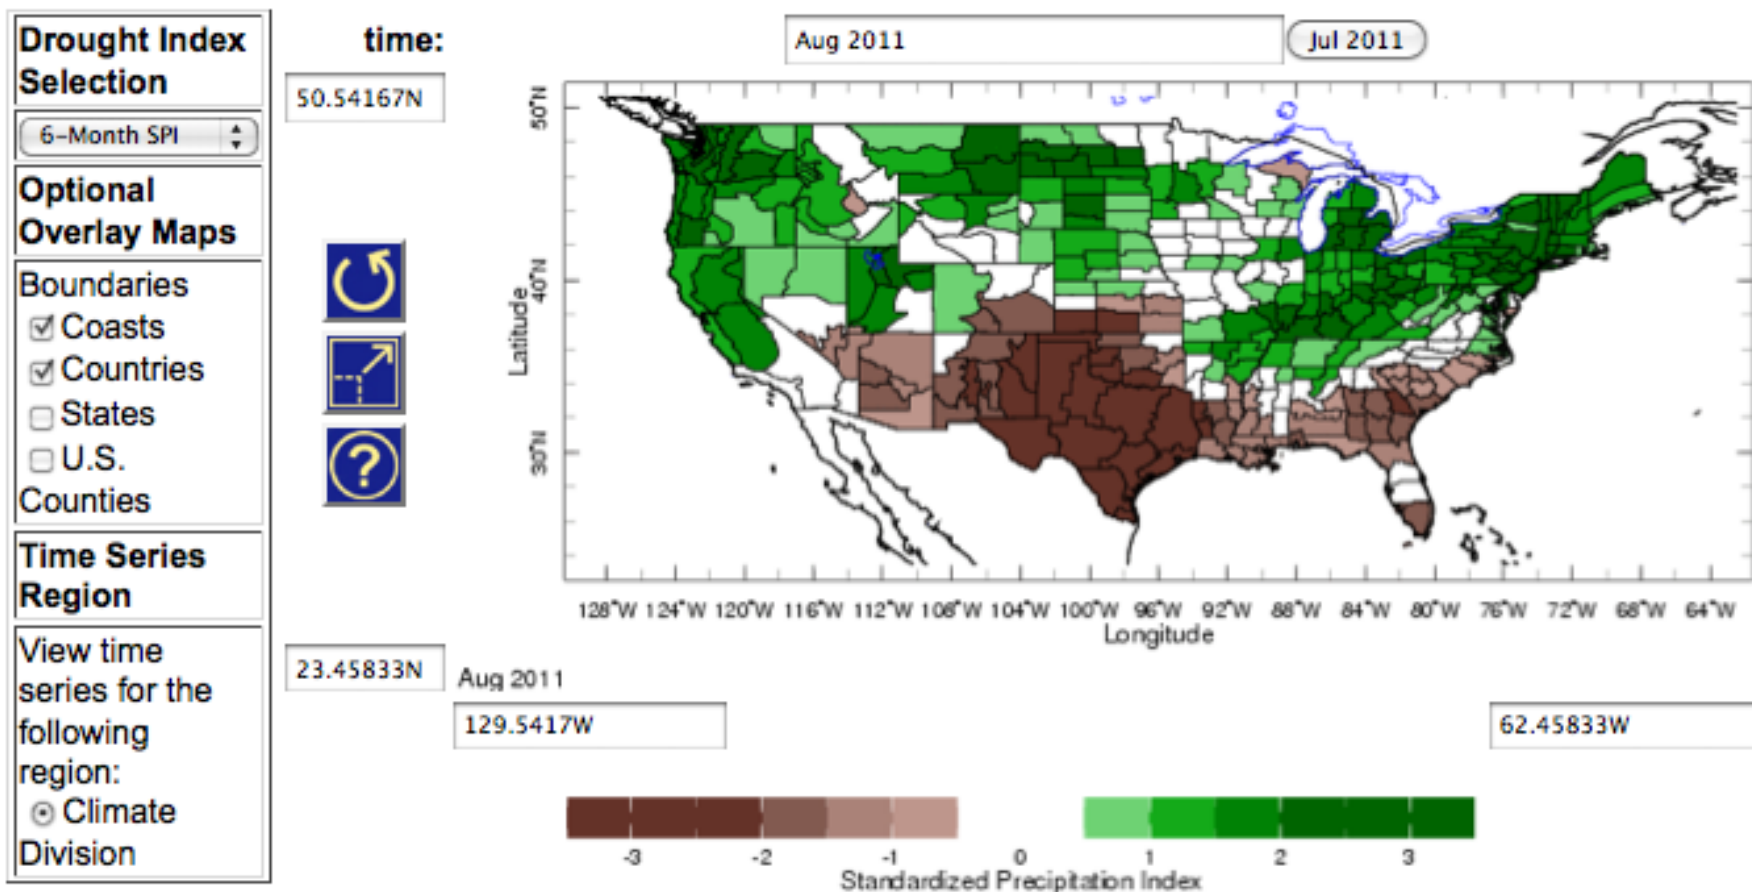 Drought Index
Selection
6-Month SPI
Optional
Overlay Maps
Boundaries
Coasts
Countries
States
U.S.
Counties
Time Series
Region
View time
series for the
following
region:
Climate
Division
time:
Aug 2011
Jul 2011
50.54167N
50°N
40°N
30°N
Latitude
128°W 124°W 120°W 116°W 112°W 108°W 104°W 100°W 96°W 92°W 88°W 84°W 80°W 76°W 72°W 68°W 64°W
Longitude
23.45833N
Aug 2011
129.5417W
62.45833W
-3 -2 -1 0 1 2 3
Standardized Precipitation Index